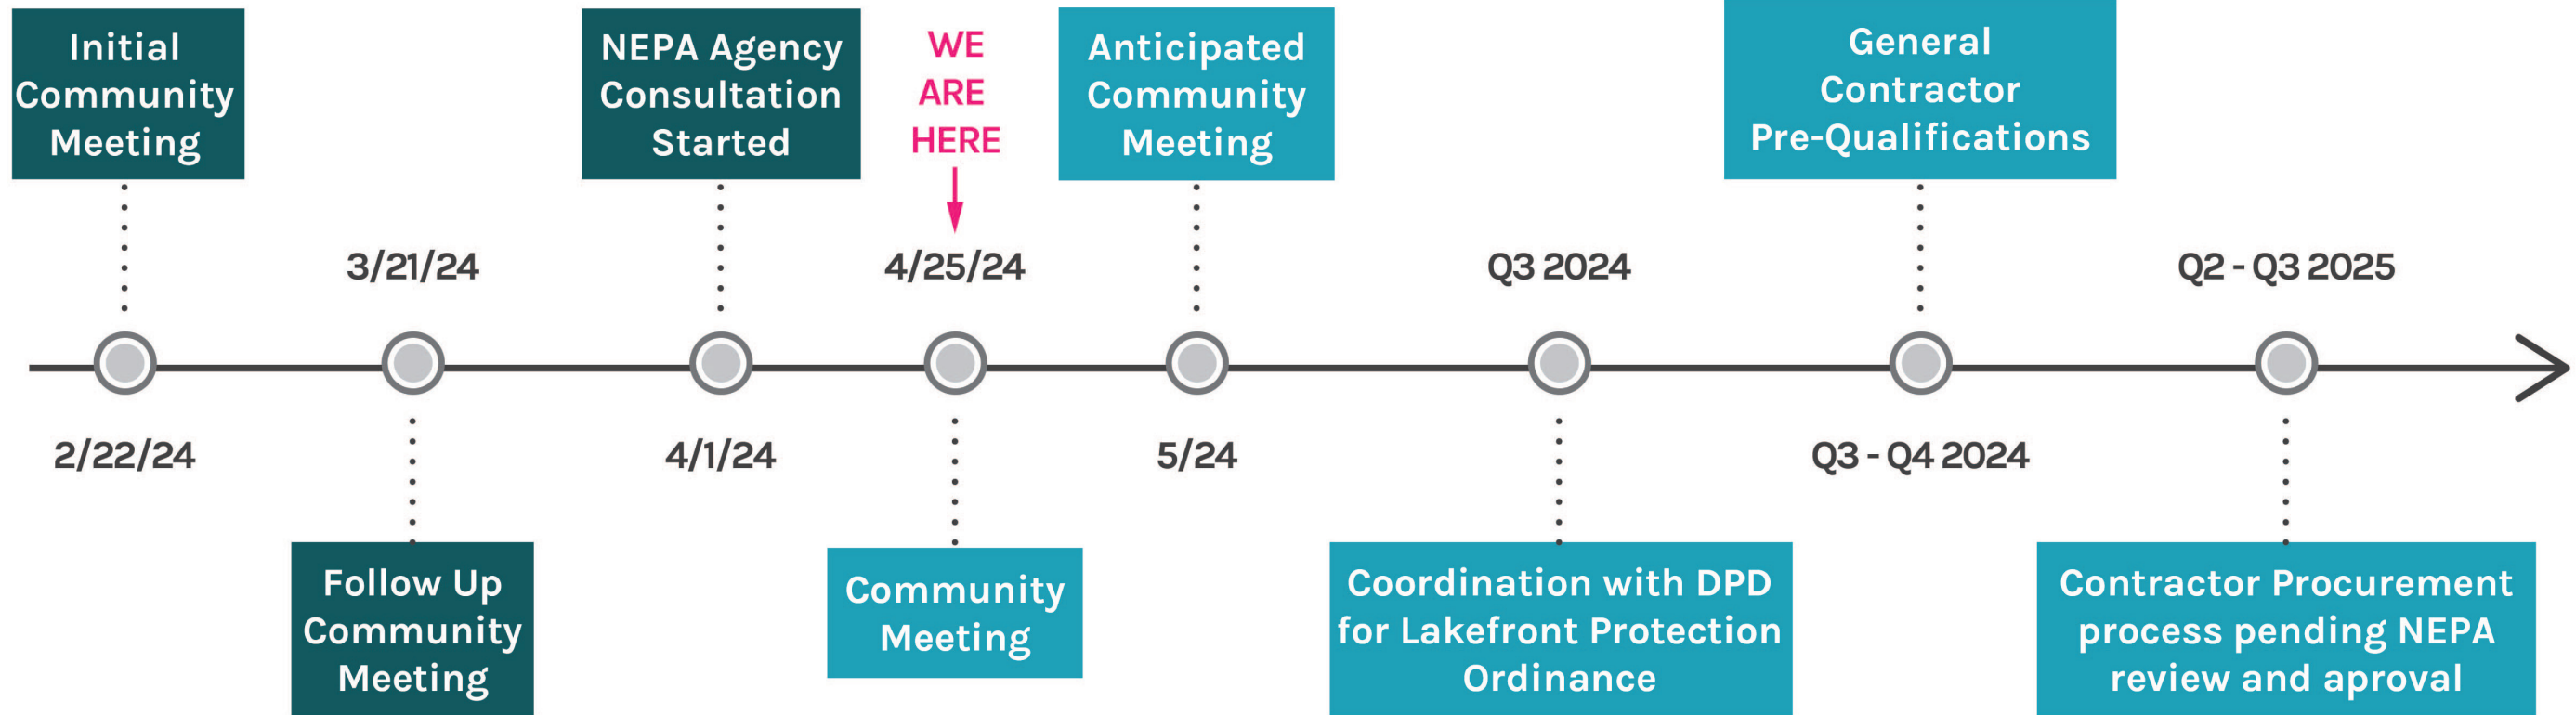 Initial
Community
Meeting
2/22/24
3/21/24
Follow Up
Community
Meeting
NEPA Agency
Consultation
Started
4/1/24
WE
ARE
HERE
4/25/24
Community
Meeting
Anticipated
Community
Meeting
5/24
Q3 2024
Coordination with DPD
for Lakefront Protection
Ordinance
General
Contractor
Pre-Qualifications
Q3 - Q4 2024
Q2 - Q3 2025
Contractor Procurement
process pending NEPA
review and aproval